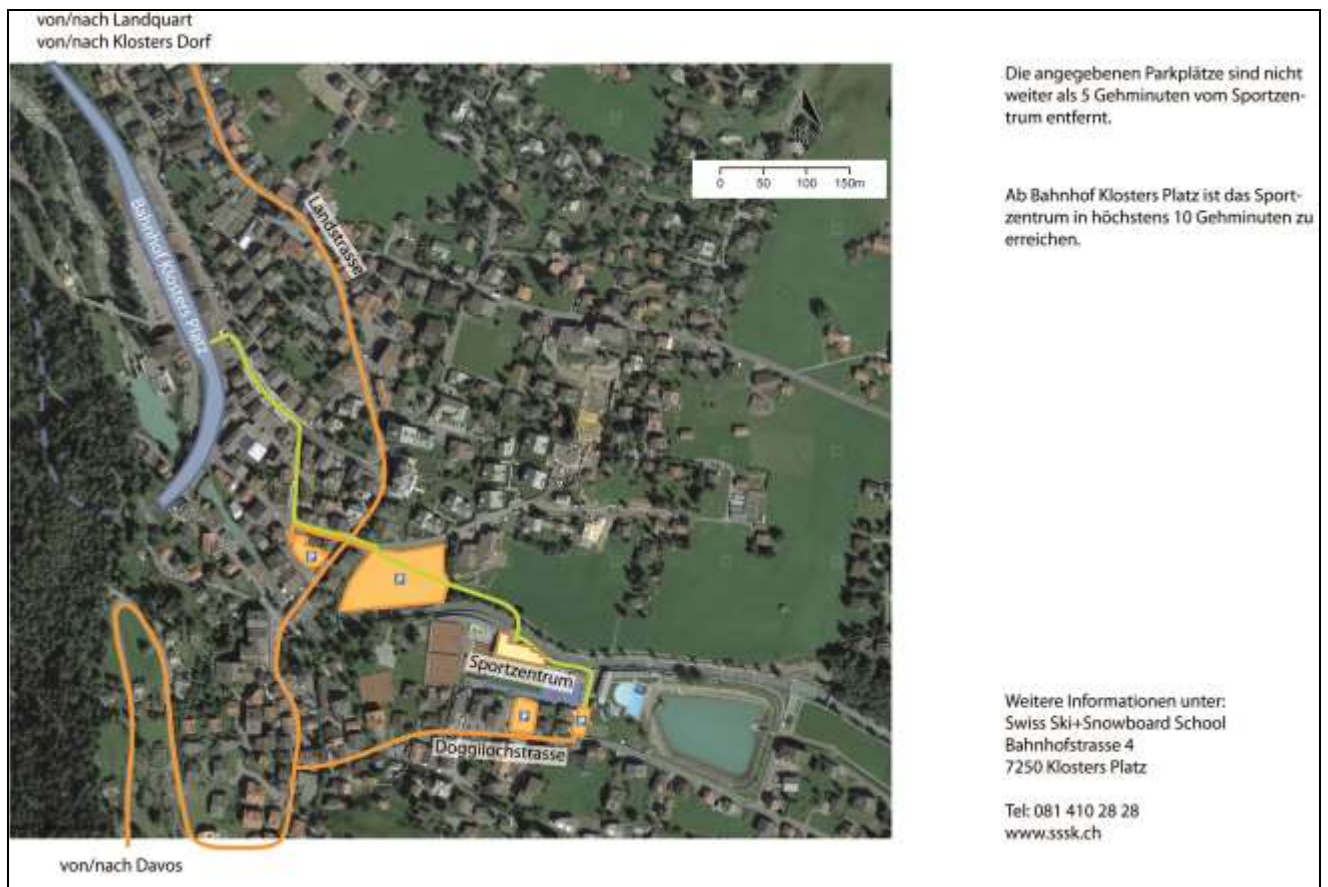 von/nach Landquart
von/nach Klosters Dorf
Die angegebenen Parkplätze sind nicht
weiter als 5 Gehminuten vom Sportzen-
trum entfernt.
0 50 100 150m
Ab Bahnhof Klosters Platz ist das Sport-
zentrum in höchstens 10 Gehminuten zu
erreichen.
Landstrasse
Bahnhof Klosters Platz
P
P
Sportzentrum
P
P
Doggilochstrasse
Weitere Informationen unter:
Swiss Ski+Snowboard School
Bahnhofstrasse 4
7250 Klosters Platz
Tel: 081 410 28 28
www.sssk.ch
von/nach Davos